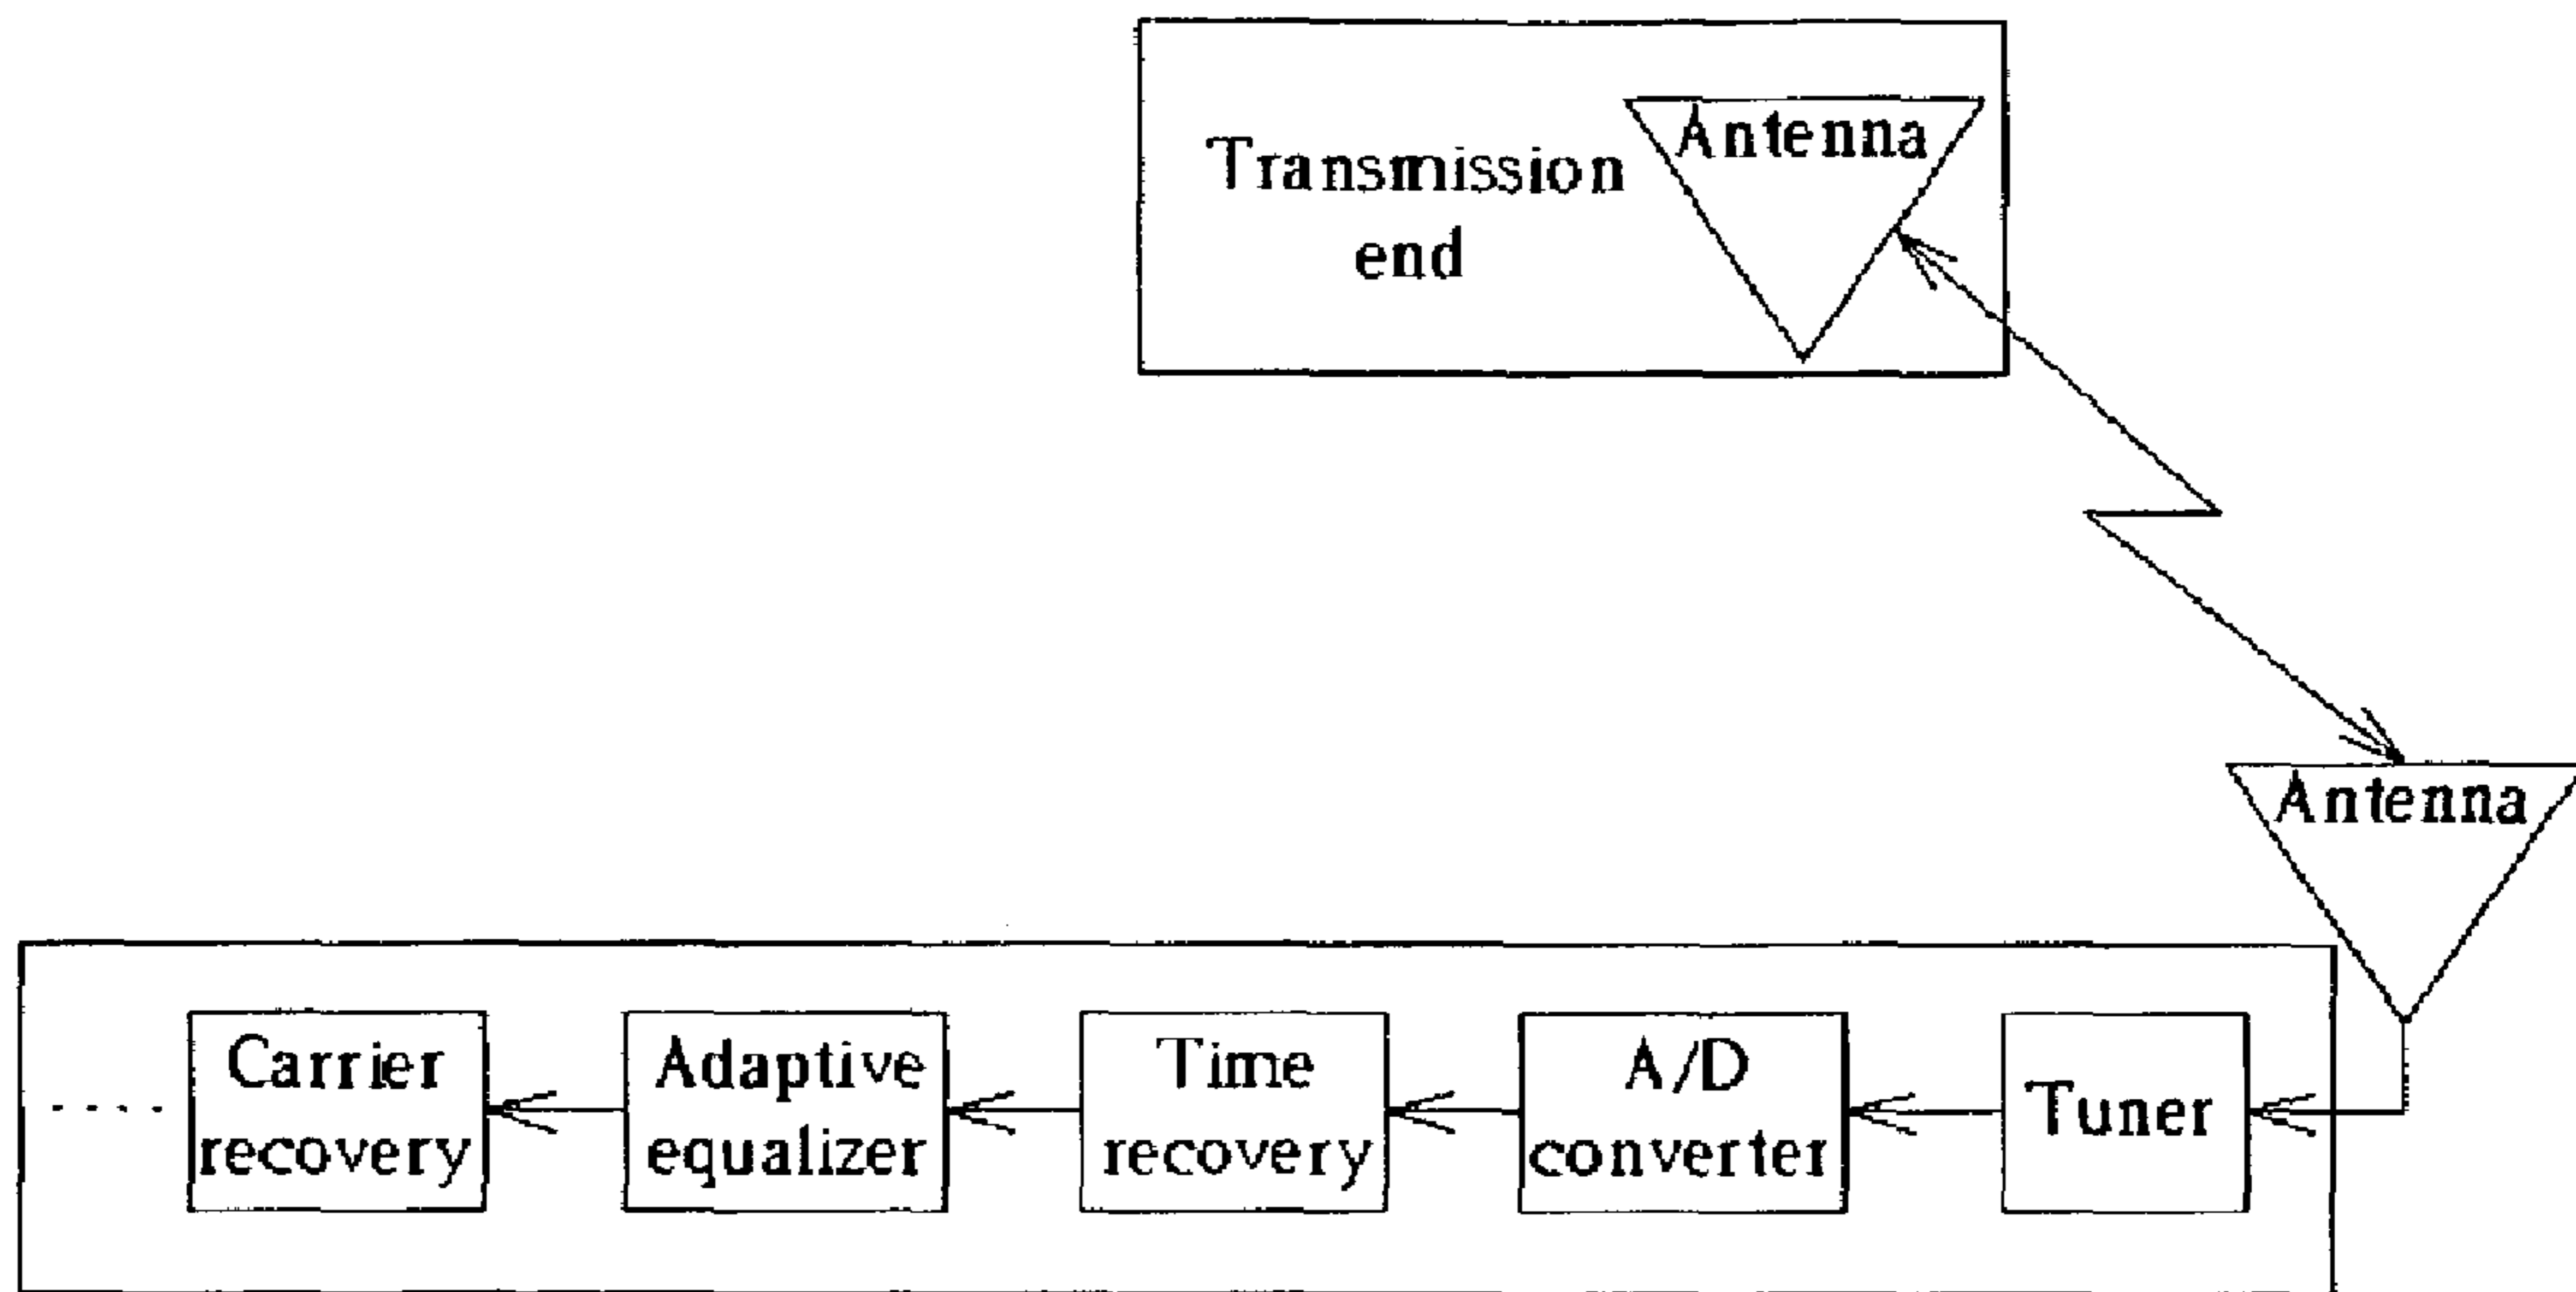 Antenna
Transmission
end
Antenna
Carrier
recovery
Adaptive
equalizer
Time
recovery
A/D
converter
Tuner